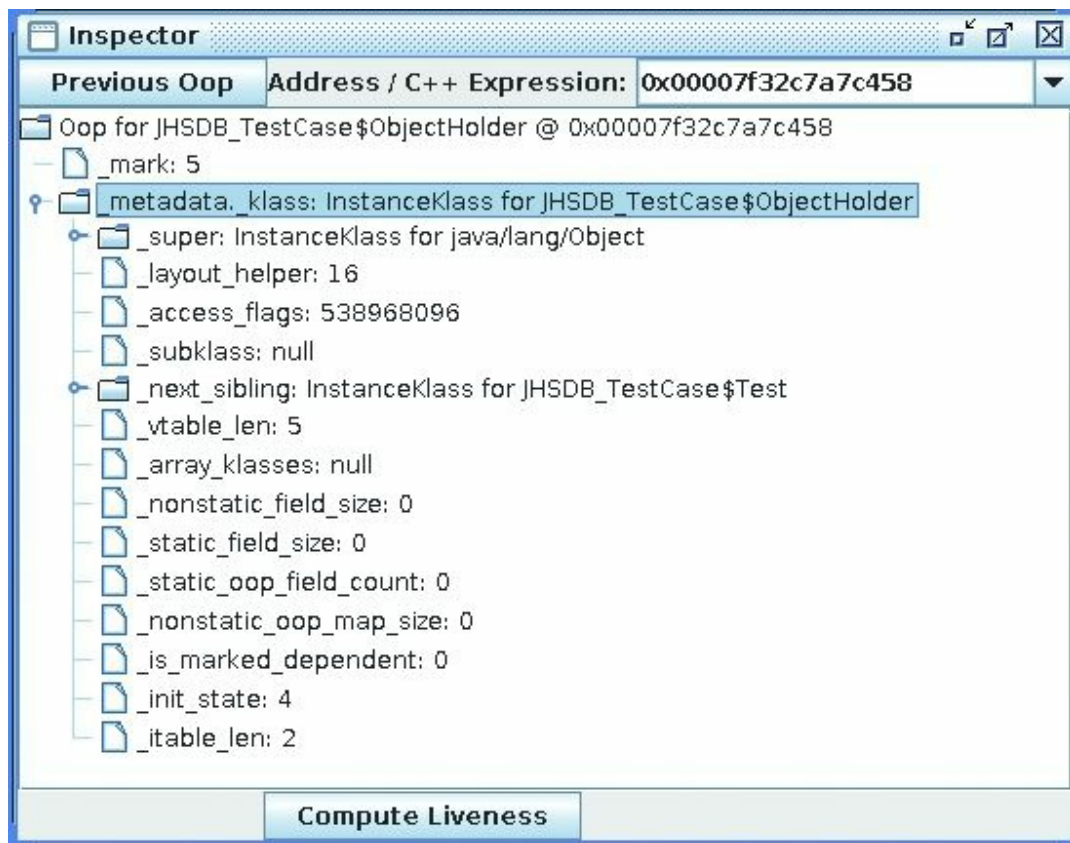 Inspector
Previous Oop Address / C++ Expression: 0x00007f32c7a7c458
Oop for JHSDB_TestCase$ObjectHolder @ 0x00007f32c7a7c458
_mark: 5
_metadata._klass: InstanceKlass for JHSDB_TestCase$ObjectHolder
_super: InstanceKlass for java/lang/Object
_layout_helper: 16
_access_flags: 538968096
_subklass: null
_next_sibling: InstanceKlass for JHSDB_TestCase$Test
_vtable_len: 5
_array_klasses: null
_nonstatic_field_size: 0
_static_field_size: 0
_static_oop_field_count: 0
_nonstatic_oop_map_size: 0
_is_marked_dependent: 0
_init_state: 4
_itable_len: 2
Compute Liveness